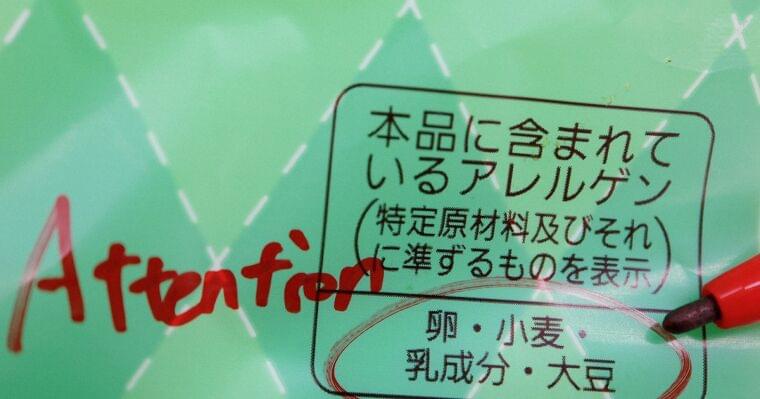 Attention
本品に含まれて
いるアレルゲン
(特定原材料及びそれ
に準ずるものを表示)
卵・小麦・
乳成分・大豆